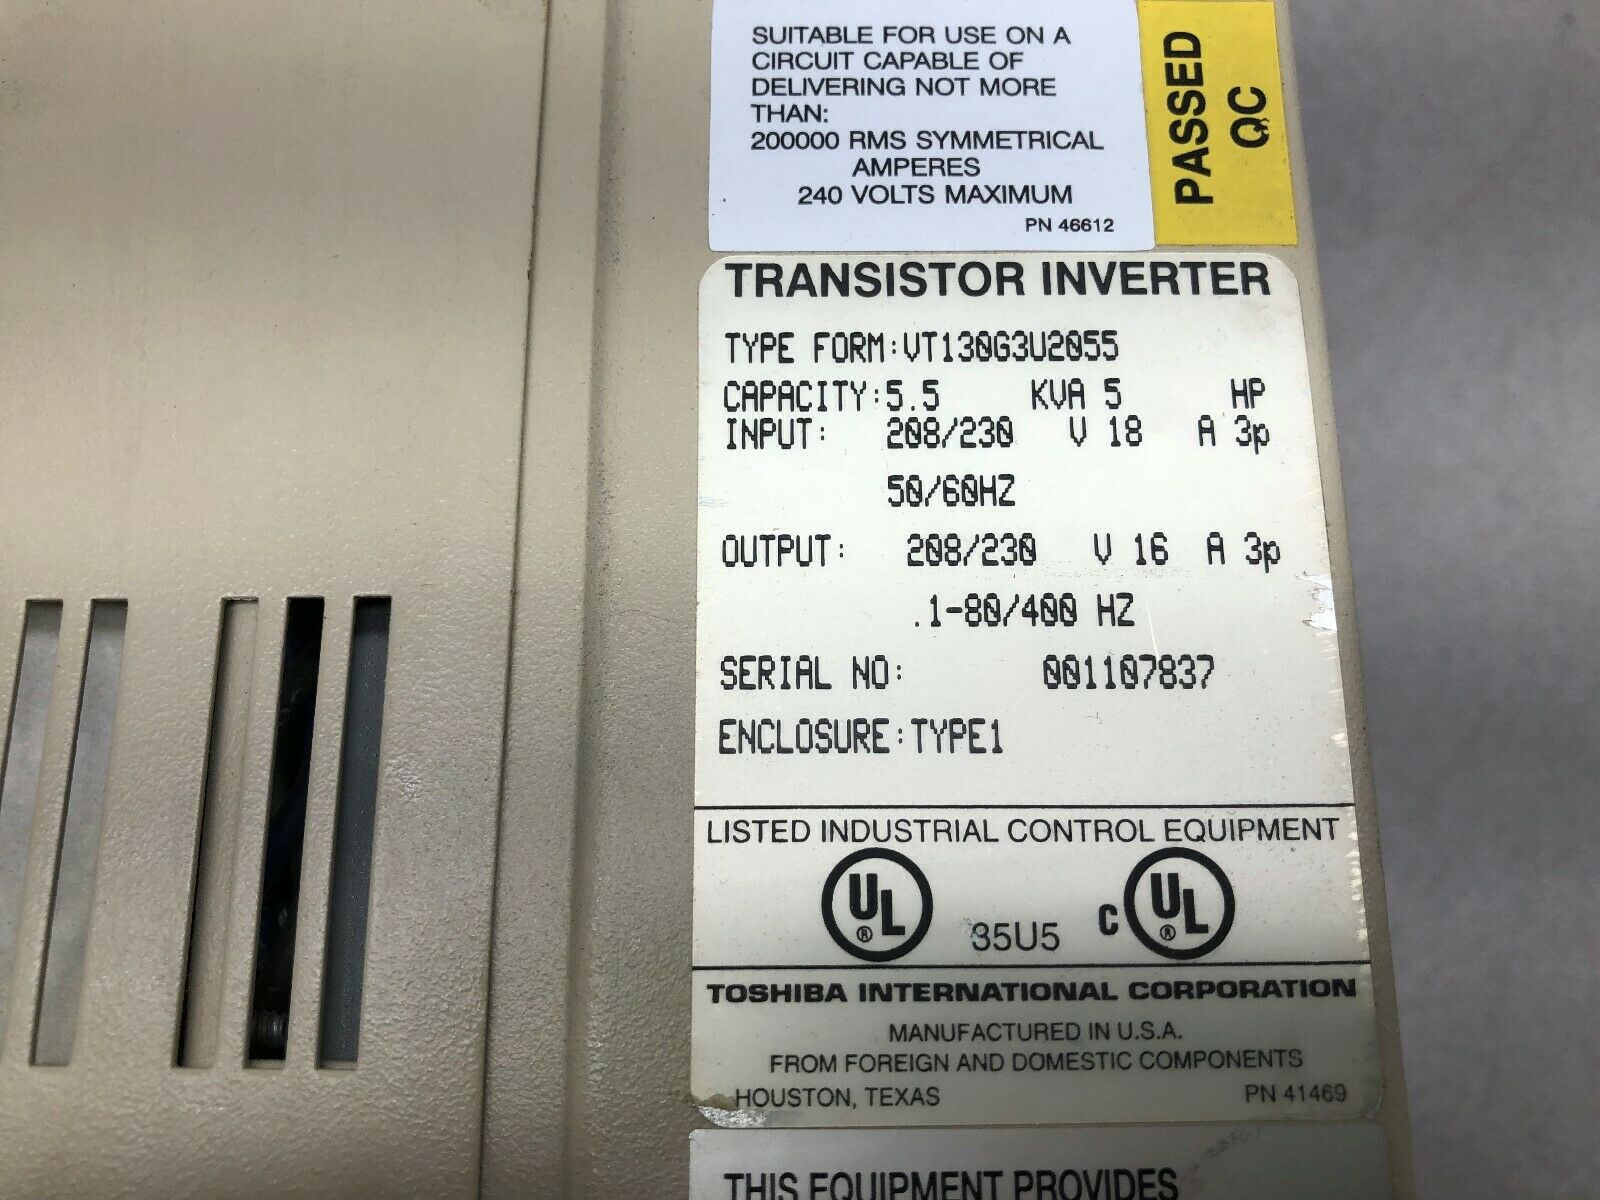 SUITABLE FOR USE ON A
CIRCUIT CAPABLE OF
DELIVERING NOT MORE
THAN:
200000 RMS SYMMETRICAL
AMPERES
240 VOLTS MAXIMUM
PN 46612
PASSED
QC
TRANSISTOR INVERTER
TYPE FORM:VT130G3U2055
CAPACITY:5.5 KVA 5 HP
INPUT: 208/230 V 18 A 3p
50/60HZ
OUTPUT: 208/230 V 16 A 3p
.1-80/400 HZ
SERIAL NO: 001107837
ENCLOSURE:TYPE1
LISTED INDUSTRIAL CONTROL EQUIPMENT
UL ® 35U5 C UL ®
TOSHIBA INTERNATIONAL CORPORATION
MANUFACTURED IN U.S.A.
FROM FOREIGN AND DOMESTIC COMPONENTS
HOUSTON, TEXAS PN 41469
THIS EQUIPMENT PROVIDES